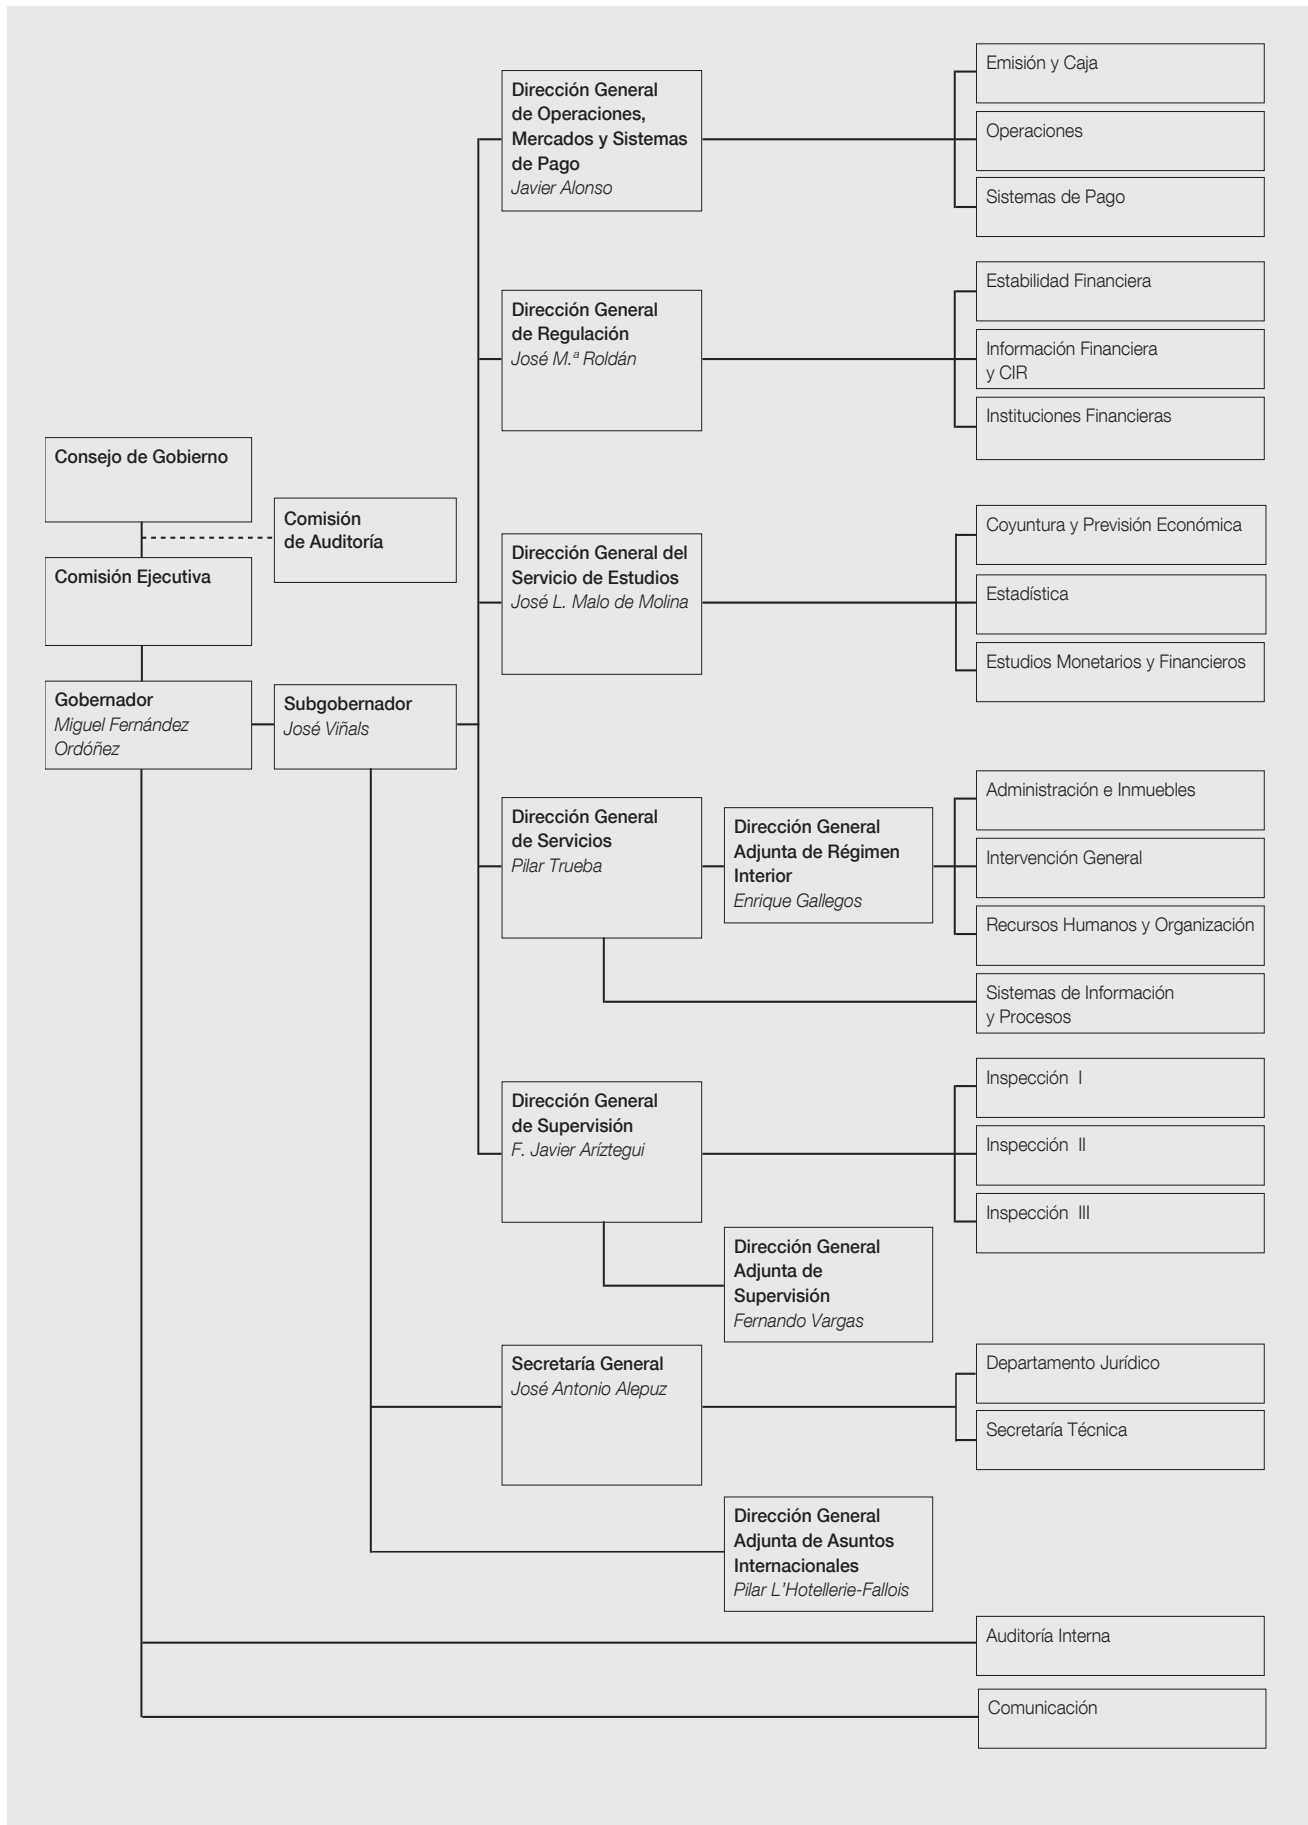 Emisión y Caja
Dirección General
de Operaciones,
Mercados y Sistemas
de Pago
Javier Alonso
Operaciones
Sistemas de Pago
Estabilidad Financiera
Dirección General
de Regulación
José M.ª Roldán
Información Financiera
y CIR
Instituciones Financieras
Consejo de Gobierno
Comisión
de Auditoría
Comisión Ejecutiva
Coyuntura y Previsión Económica
Dirección General del
Servicio de Estudios
José L. Malo de Molina
Estadística
Estudios Monetarios y Financieros
Gobernador
Miguel Fernández
Ordóñez
Subgobernador
José Viñals
Dirección General
de Servicios
Pilar Trueba
Dirección General
Adjunta de Régimen
Interior
Enrique Gallegos
Administración e Inmuebles
Intervención General
Recursos Humanos y Organización
Sistemas de Información
y Procesos
Dirección General
de Supervisión
F. Javier Aríztegui
Inspección I
Inspección II
Inspección III
Dirección General
Adjunta de
Supervisión
Fernando Vargas
Secretaría General
José Antonio Alepuz
Departamento Jurídico
Secretaría Técnica
Dirección General
Adjunta de Asuntos
Internacionales
Pilar L'Hotellerie-Fallois
Auditoría Interna
Comunicación